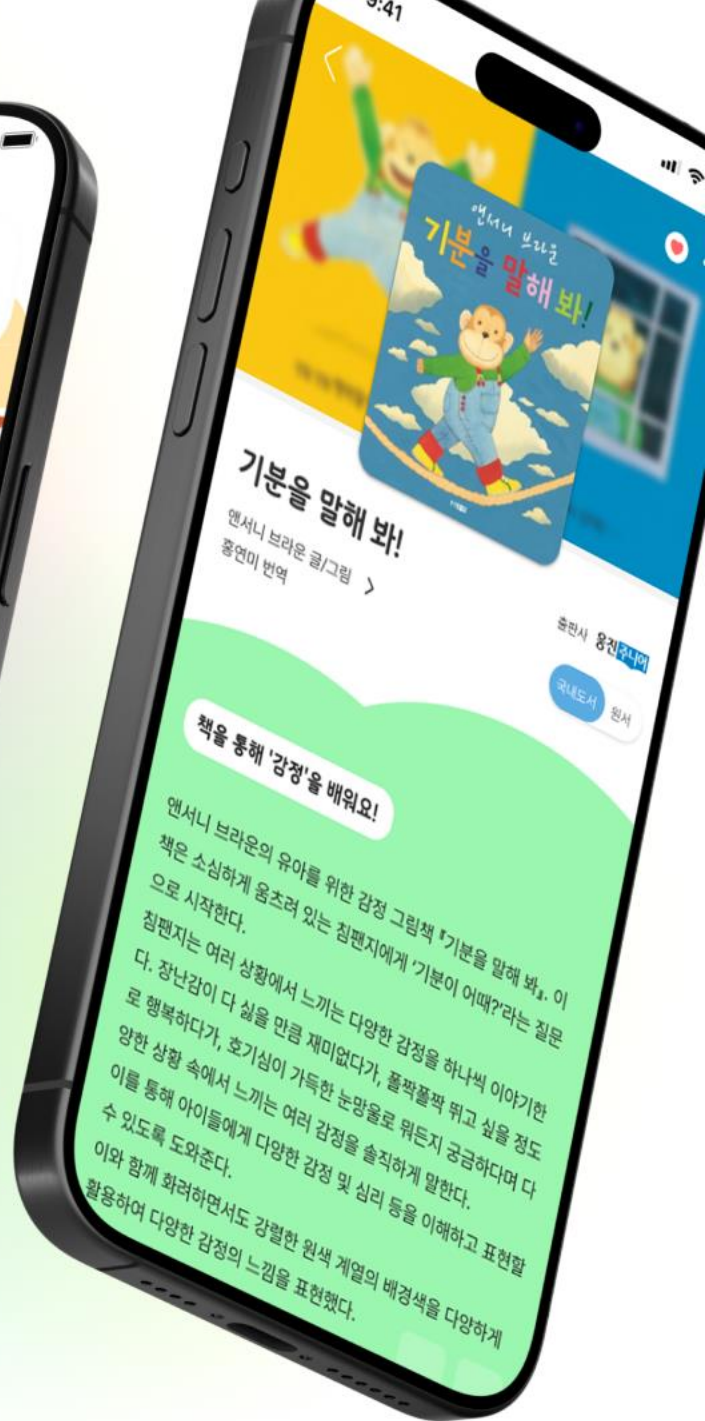 9:41
앤서니 브라운
기분을 말해 봐!
기분을 말해 봐!
앤서니 브라운 글/그림 >
홍연미 번역
출판사 웅진주니어
국내도서 원서
책을 통해 '감정'을 배워요!
앤서니 브라운의 유아를 위한 감정 그림책 『기분을 말해 봐』. 이
책은 소심하게 움츠려 있는 침팬지에게 ‘기분이 어때?’라는 질문
으로 시작한다.
침팬지는 여러 상황에서 느끼는 다양한 감정을 하나씩 이야기한
다. 장난감이 다 싫을 만큼 재미없다가, 폴짝폴짝 뛰고 싶을 정도
로 행복하다가, 호기심이 가득한 눈망울로 뭐든지 궁금하다며 다
양한 상황 속에서 느끼는 여러 감정을 솔직하게 말한다.
이를 통해 아이들에게 다양한 감정 및 심리 등을 이해하고 표현할
수 있도록 도와준다.
이와 함께 화려하면서도 강렬한 원색 계열의 배경색을 다양하게
활용하여 다양한 감정의 느낌을 표현했다.